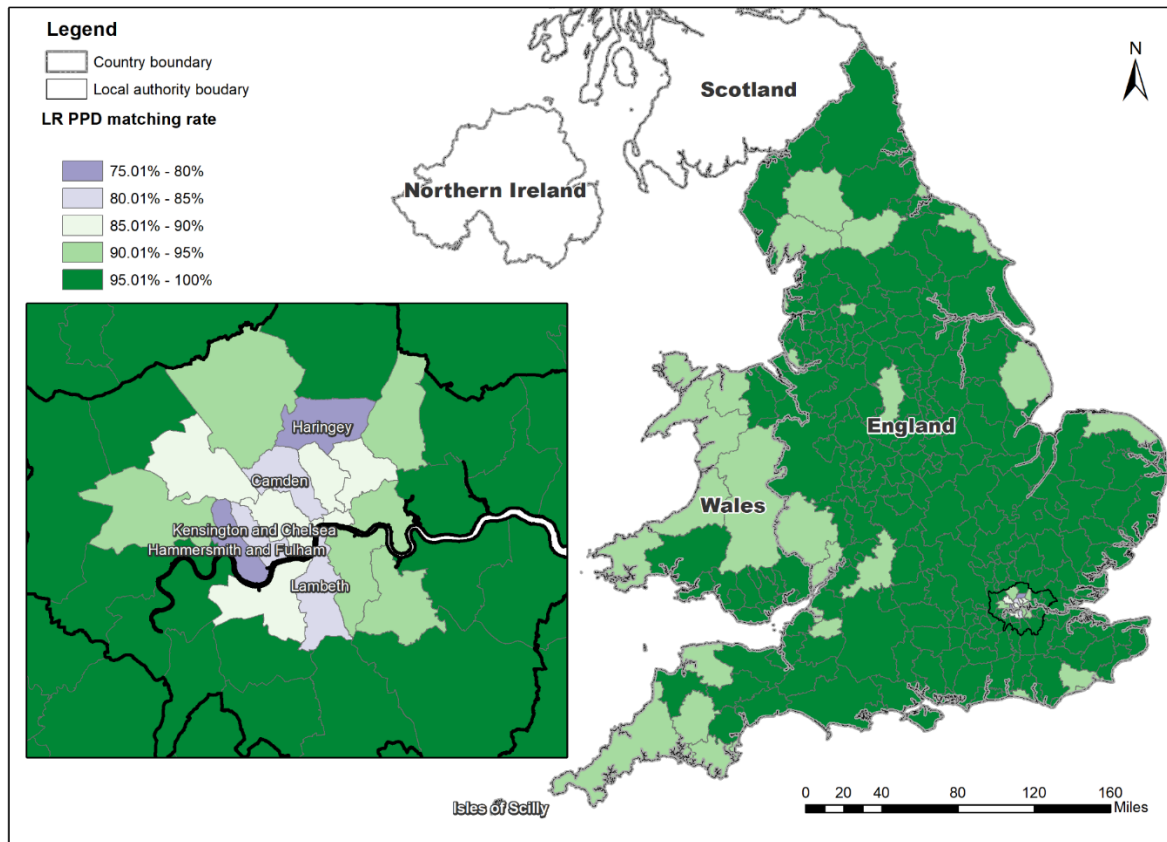 Legend
Country boundary
Local authority boudary
LR PPD matching rate
75.01% - 80%
80.01% - 85%
85.01% - 90%
90.01% - 95%
95.01% - 100%
N
Scotland
Northern Ireland
England
Wales
Isles of Scilly
Haringey
Camden
Kensington and Chelsea
Hammersmith and Fulham
Lambeth
0 20 40 80 120 160
Miles